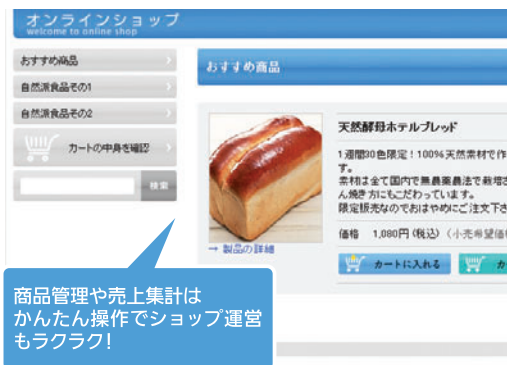 オンラインショップ
welcome to online shop
おすすめ商品
自然派食品その1
自然派食品その2
カートの中身を確認
検索
おすすめ商品
天然酵母ホテルブレッド
1週間30色限定!100%天然素材で作
す。
素材は全て国内で無農薬農法で栽培さ
ん焼き方にもこだわっています。
限定販売なのでおはやめにご注文下さ
価格 1,080円(税込)(小売希望価格
→ 製品の詳細
カートに入れる
カ
商品管理や売上集計は
かんたん操作でショップ運営
もラクラク!